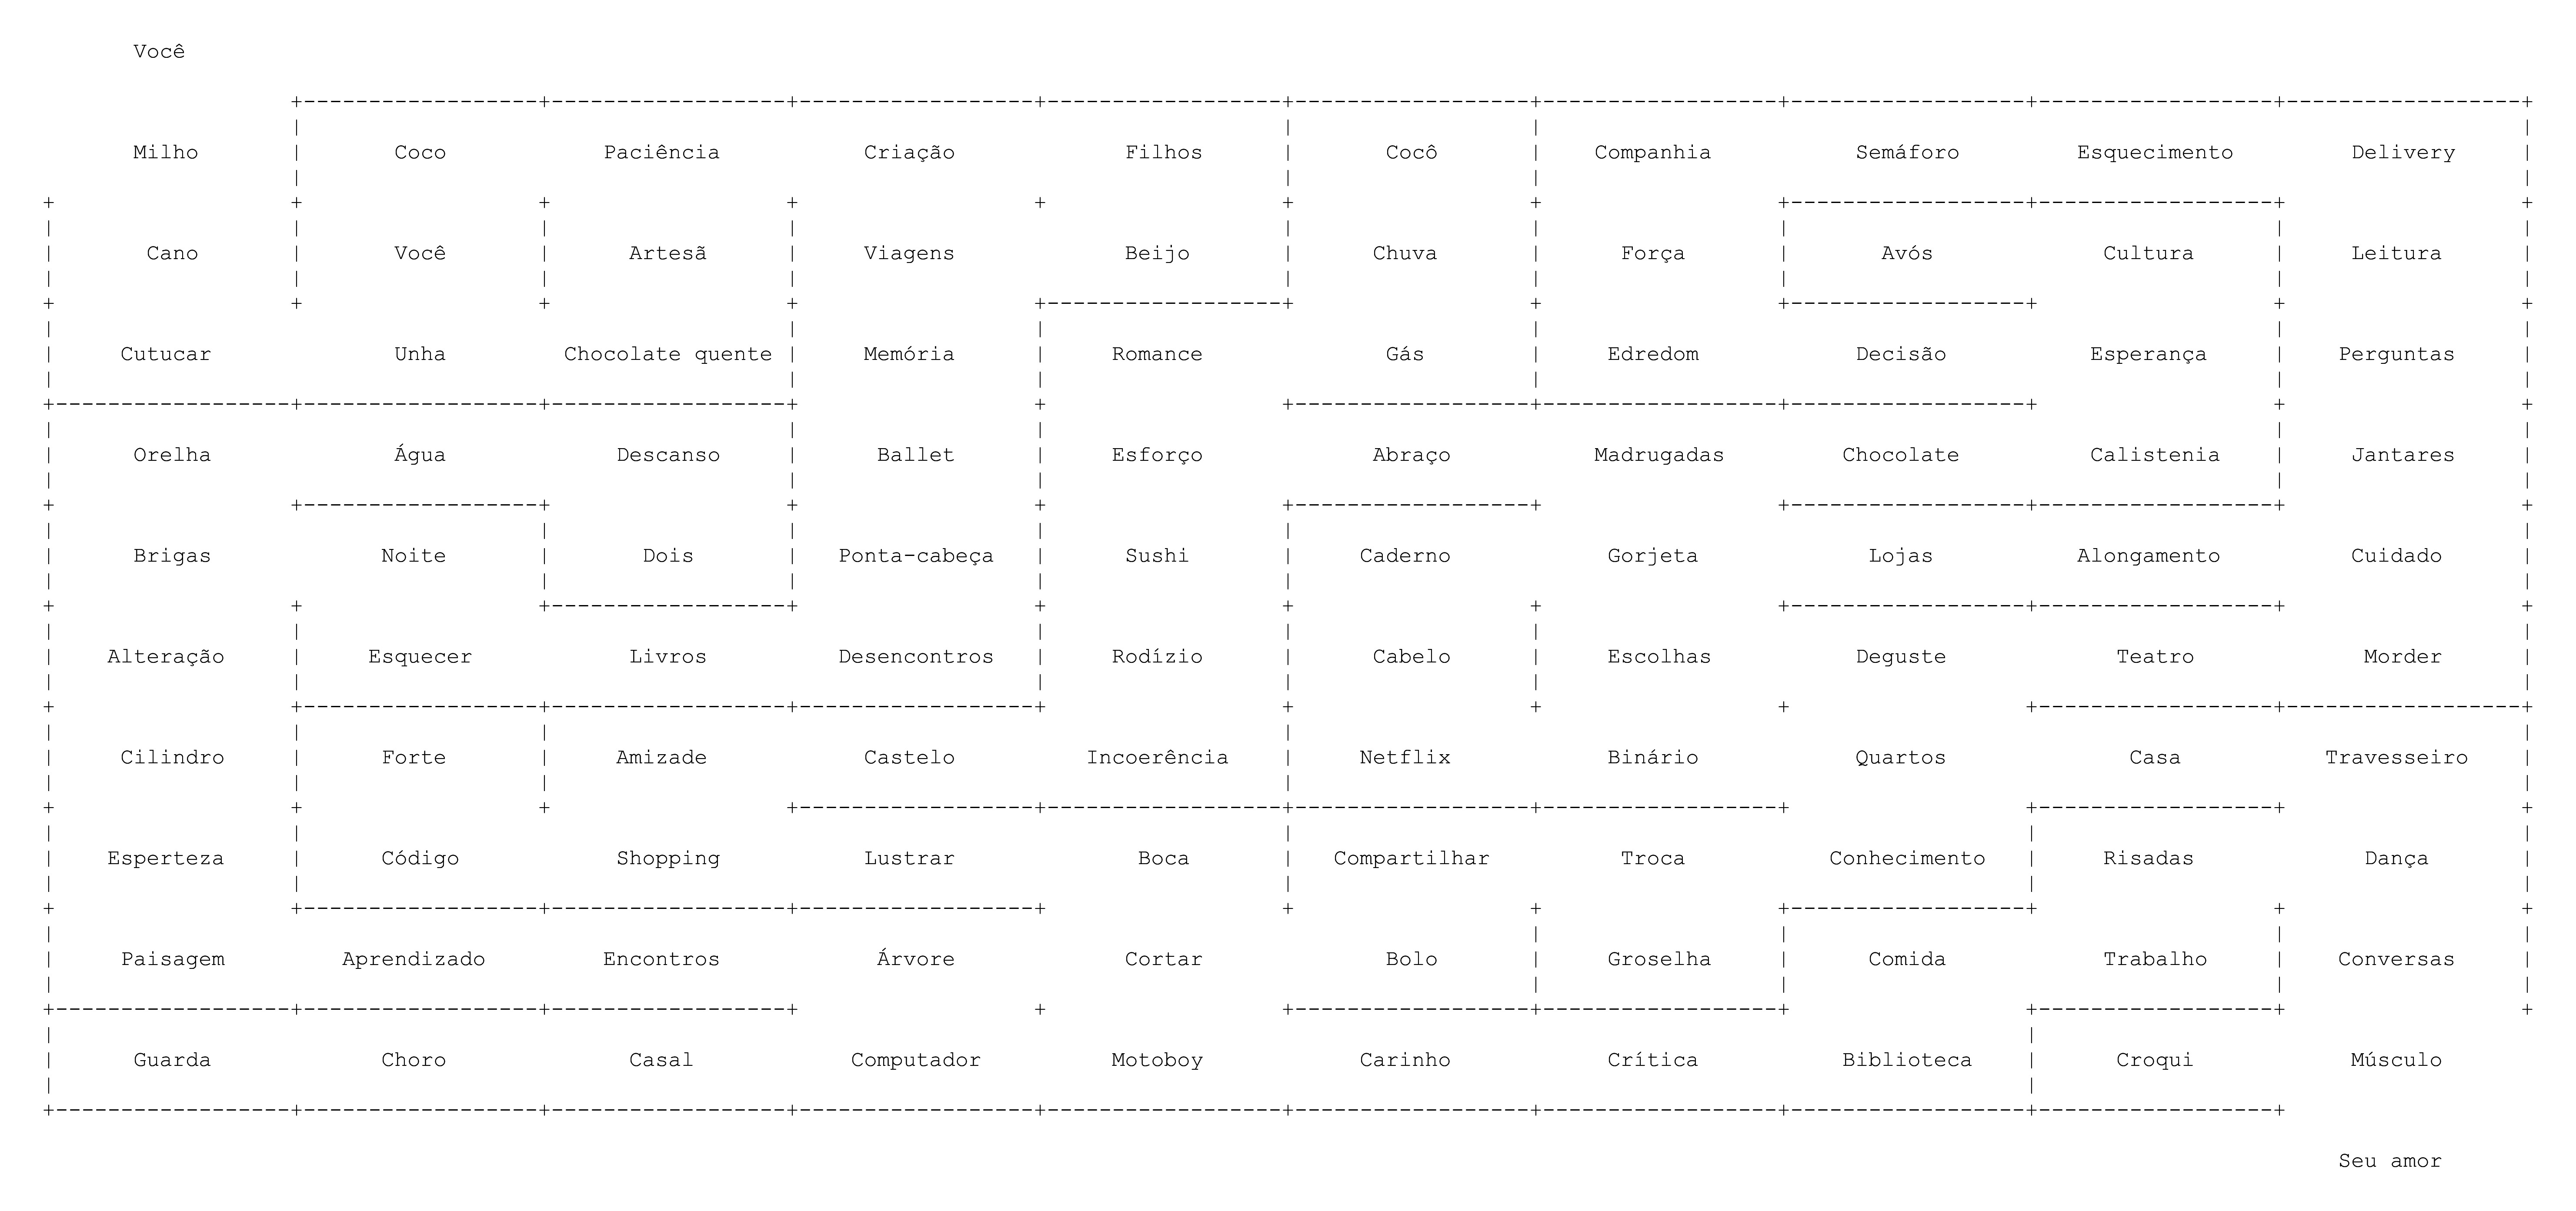 Você
Milho Coco Paciência Criação Filhos Cocô Companhia Semáforo Esquecimento Delivery
Cano Você Artesã Viagens Beijo Chuva Força Avós Cultura Leitura
Cutucar Unha Chocolate quente Memória Romance Gás Edredom Decisão Esperança Perguntas
Orelha Água Descanso Ballet Esforço Abraço Madrugadas Chocolate Calistenia Jantares
Brigas Noite Dois Ponta-cabeça Sushi Caderno Gorjeta Lojas Alongamento Cuidado
Alteração Esquecer Livros Desencontros Rodízio Cabelo Escolhas Deguste Teatro Morder
Cilindro Forte Amizade Castelo Incoerência Netflix Binário Quartos Casa Travesseiro
Esperteza Código Shopping Lustrar Boca Compartilhar Troca Conhecimento Risadas Dança
Paisagem Aprendizado Encontros Árvore Cortar Bolo Groselha Comida Trabalho Conversas
Guarda Choro Casal Computador Motoboy Carinho Crítica Biblioteca Croqui Músculo
Seu amor